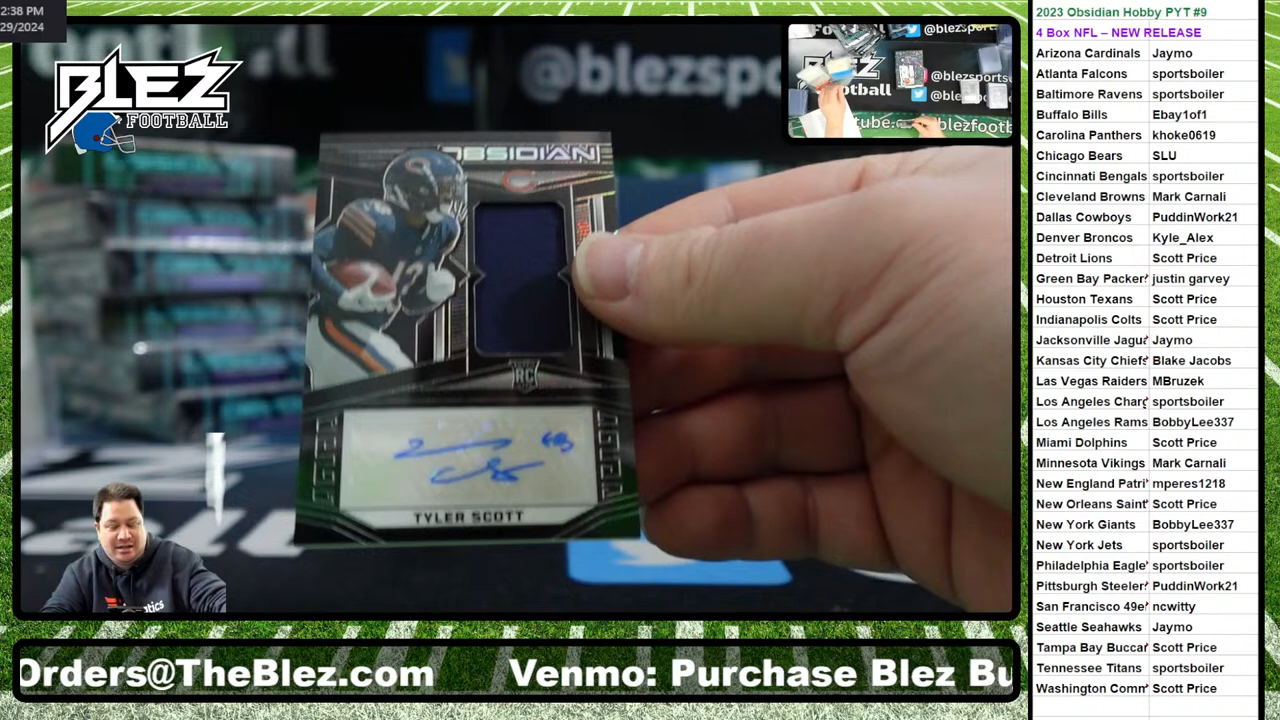 2:38 PM
29/2024
BLEZ
FOOTBALL
@blezspo
@blezsports
@blez
otball
tube.c
blezfootb
OBSIDIAN
RC
TYLER SCOTT
Orders@TheBlez.com Venmo: Purchase Blez Bu
2023 Obsidian Hobby PYT #9
4 Box NFL – NEW RELEASE
Arizona Cardinals Jaymo
Atlanta Falcons sportsboiler
Baltimore Ravens sportsboiler
Buffalo Bills Ebay1of1
Carolina Panthers khoke0619
Chicago Bears SLU
Cincinnati Bengals sportsboiler
Cleveland Browns Mark Carnali
Dallas Cowboys PuddinWork21
Denver Broncos Kyle_Alex
Detroit Lions Scott Price
Green Bay Packer justin garvey
Houston Texans Scott Price
Indianapolis Colts Scott Price
Jacksonville Jagua Jaymo
Kansas City Chiefs Blake Jacobs
Las Vegas Raiders MBruzek
Los Angeles Charg sportsboiler
Los Angeles Rams BobbyLee337
Miami Dolphins Scott Price
Minnesota Vikings Mark Carnali
New England Patri mperes1218
New Orleans Saint Scott Price
New York Giants BobbyLee337
New York Jets sportsboiler
Philadelphia Eagle sportsboiler
Pittsburgh Steeler PuddinWork21
San Francisco 49e ncwitty
Seattle Seahawks Jaymo
Tampa Bay Buccar Scott Price
Tennessee Titans sportsboiler
Washington Comm Scott Price